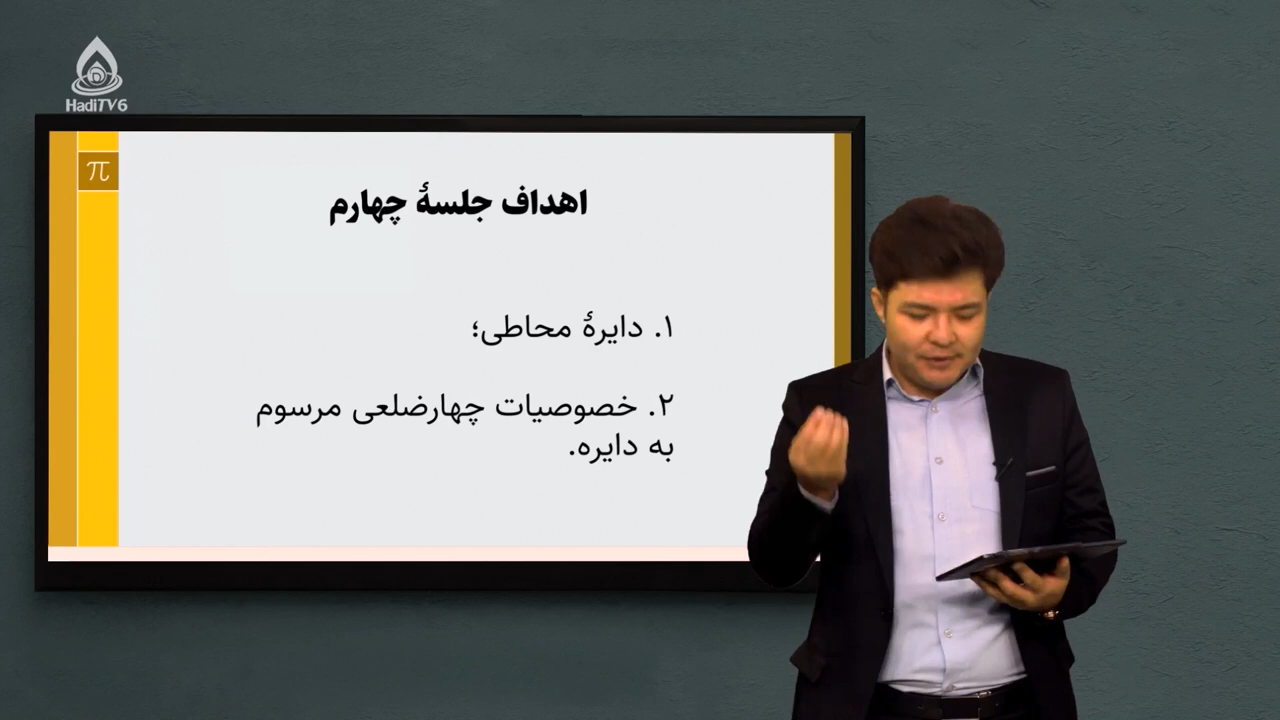 HadiTV6
π
اهداف جلسهٔ چهارم
۱. دایرهٔ محاطی؛
۲. خصوصیات چهارضلعی مرسوم
به دایره.